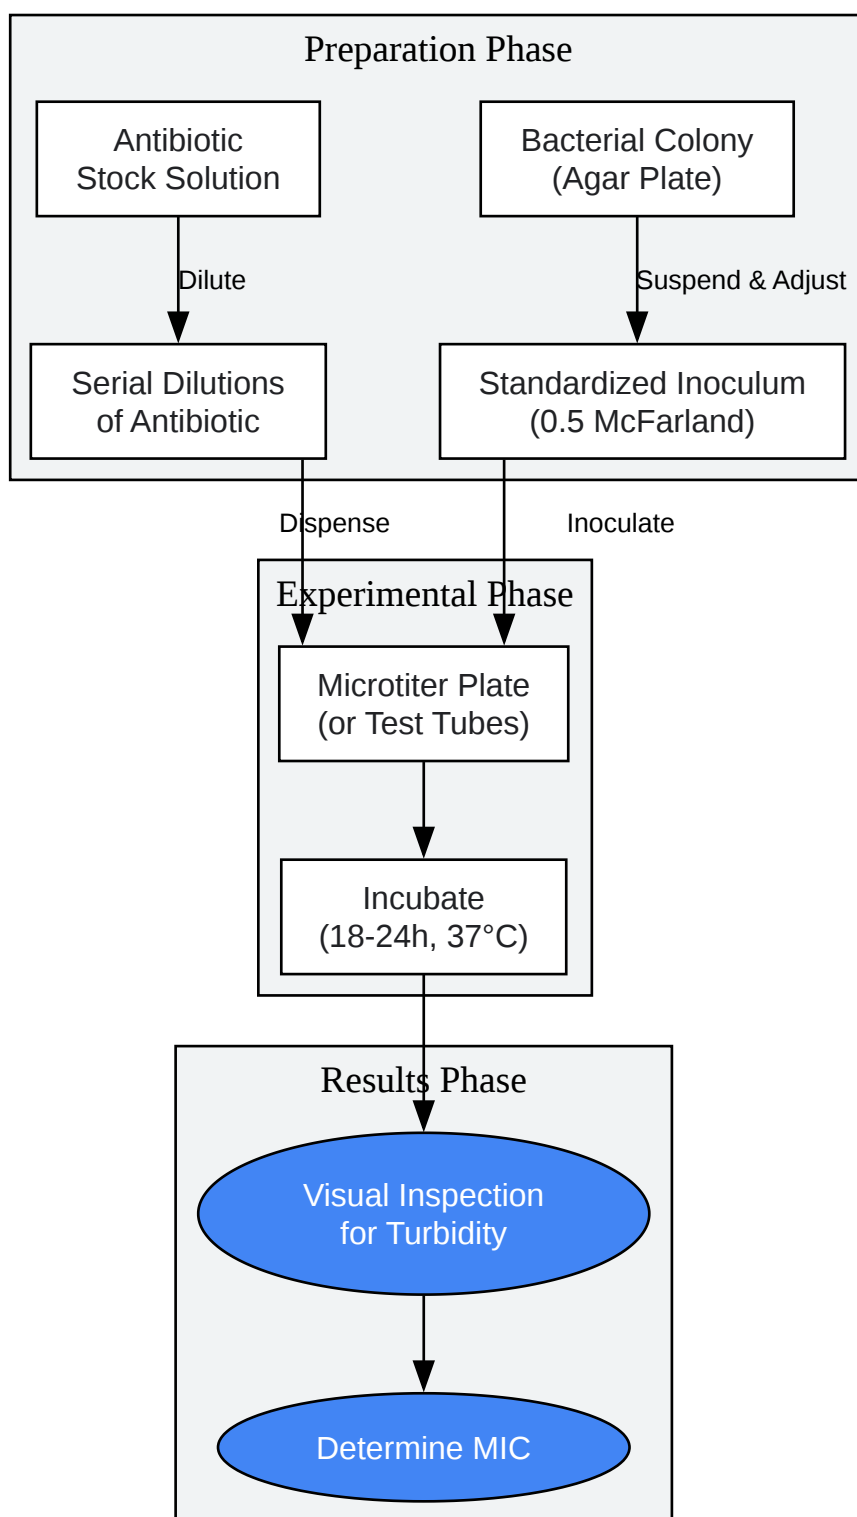 Preparation Phase
Antibiotic
Stock Solution
Bacterial Colony
(Agar Plate)
Dilute
Suspend & Adjust
Serial Dilutions
of Antibiotic
Standardized Inoculum
(0.5 McFarland)
Dispense
Inoculate
Experimental Phase
Microtiter Plate
(or Test Tubes)
Incubate
(18-24h, 37°C)
Results Phase
Visual Inspection
for Turbidity
Determine MIC